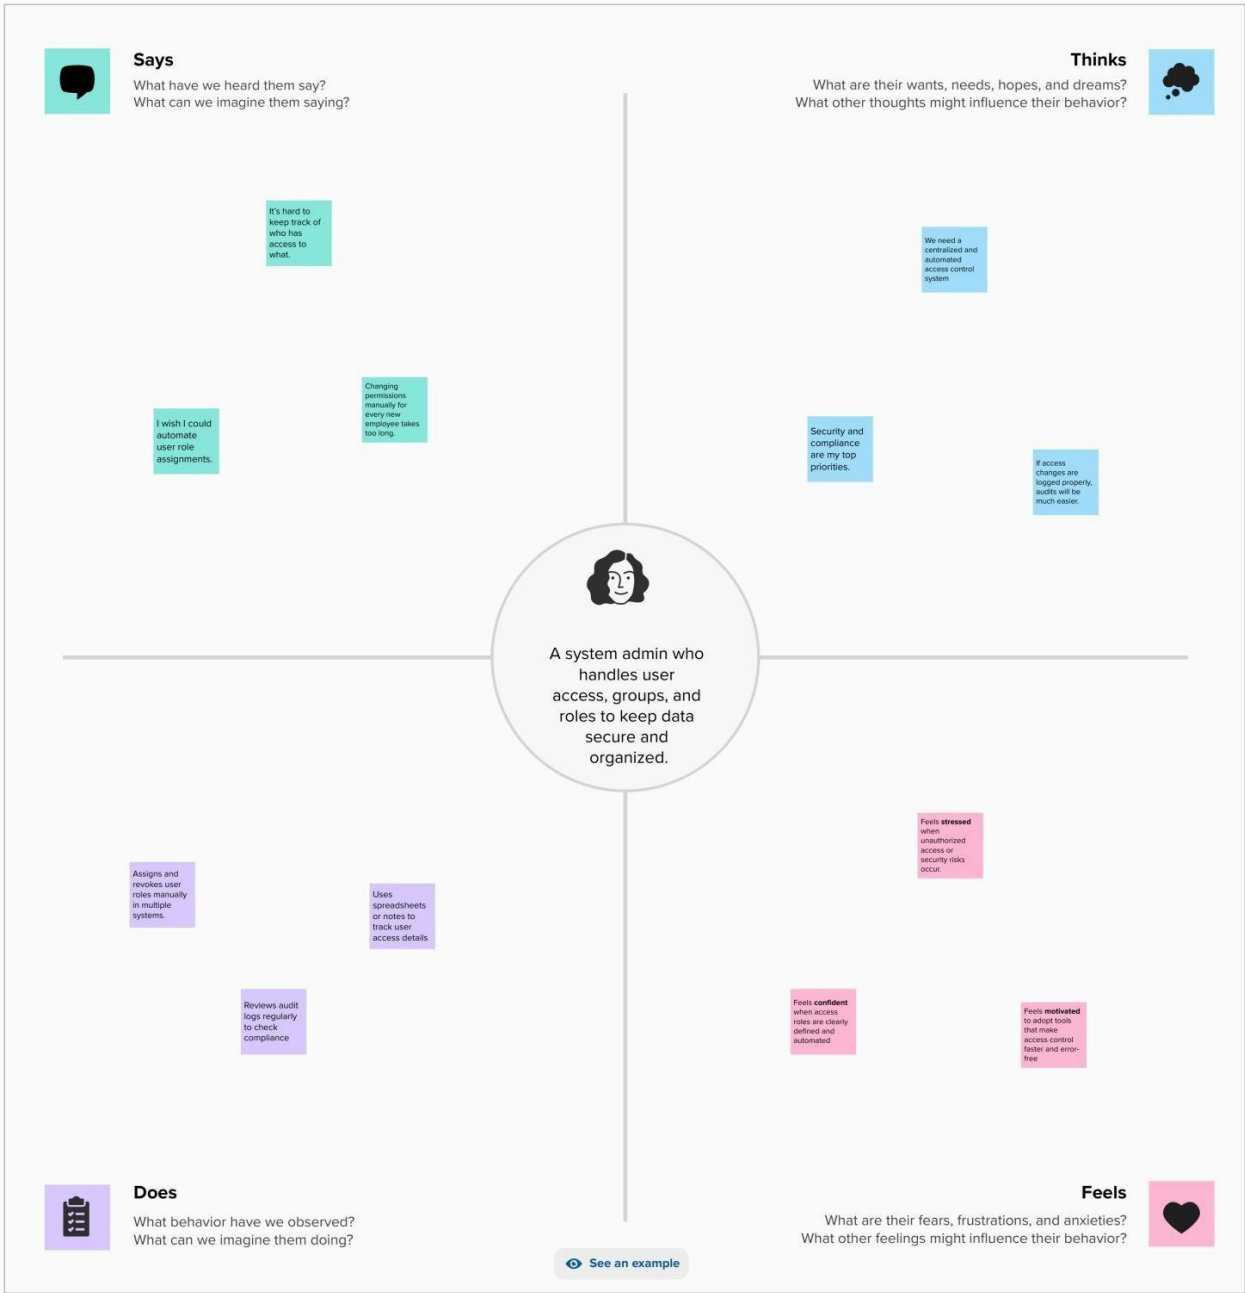 Says
What have we heard them say?
What can we imagine them saying?
Thinks
What are their wants, needs, hopes, and dreams?
What other thoughts might influence their behavior?
It's hard to
keep track of
who has
access to
what.
I wish I could
automate
user role
assignments.
Changing
permissions
manually for
every new
employee takes
too long.
We need a
centralized and
automated
access control
system
Security and
compliance
are my top
priorities.
If access
changes are
logged properly,
audits will be
much easier.
A system admin who
handles user
access, groups, and
roles to keep data
secure and
organized.
Assigns and
revokes user
roles manually
in multiple
systems.
Uses
spreadsheets
or notes to
track user
access details
Reviews audit
logs regularly
to check
compliance
Feels stressed
when
unauthorized
access or
security risks
occur.
Feels confident
when access
roles are clearly
defined and
automated
Feels motivated
to adopt tools
that make
access control
faster and error-
free
Does
What behavior have we observed?
What can we imagine them doing?
Feels
What are their fears, frustrations, and anxieties?
What other feelings might influence their behavior?
See an example